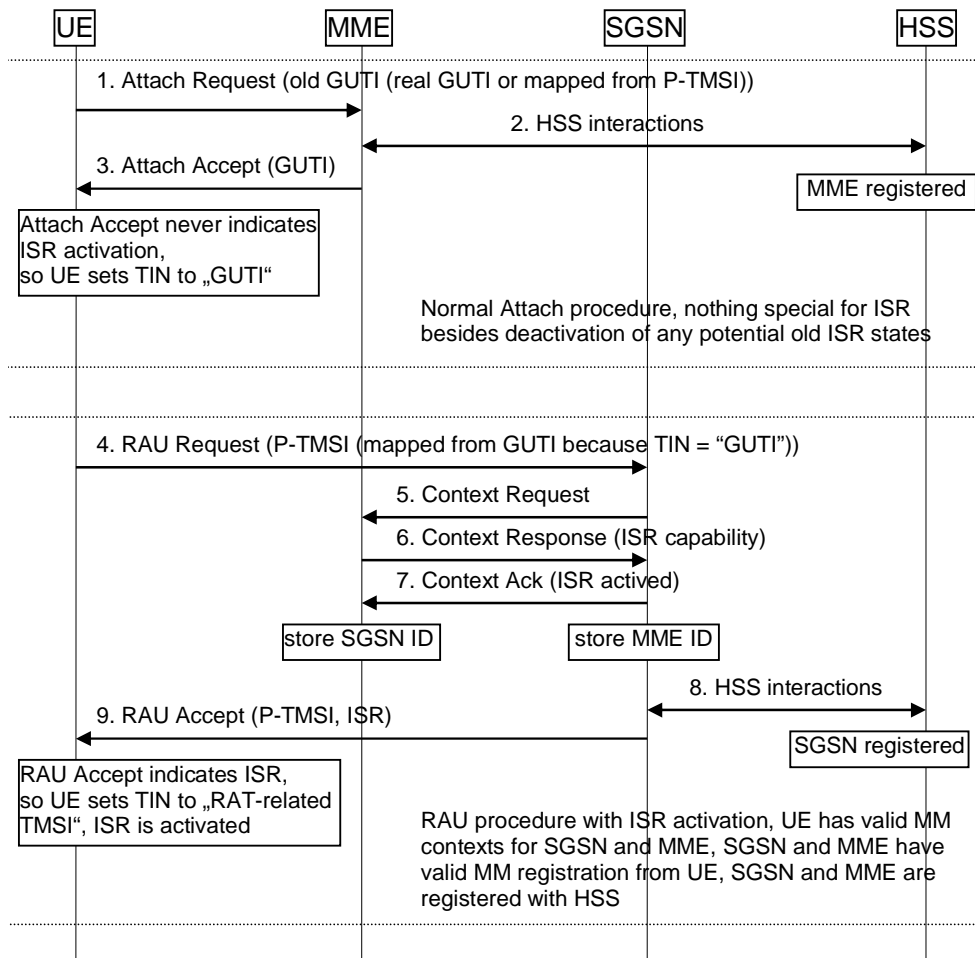 UE MME SGSN HSS
1. Attach Request (old GUTI (real GUTI or mapped from P-TMSI))
2. HSS interactions
3. Attach Accept (GUTI)
MME registered
Attach Accept never indicates
ISR activation,
so UE sets TIN to „GUTI“
Normal Attach procedure, nothing special for ISR
besides deactivation of any potential old ISR states
4. RAU Request (P-TMSI (mapped from GUTI because TIN = “GUTI”))
5. Context Request
6. Context Response (ISR capability)
7. Context Ack (ISR actived)
store SGSN ID
store MME ID
8. HSS interactions
9. RAU Accept (P-TMSI, ISR)
SGSN registered
RAU Accept indicates ISR,
so UE sets TIN to „RAT-related
TMSI“, ISR is activated
RAU procedure with ISR activation, UE has valid MM
contexts for SGSN and MME, SGSN and MME have
valid MM registration from UE, SGSN and MME are
registered with HSS